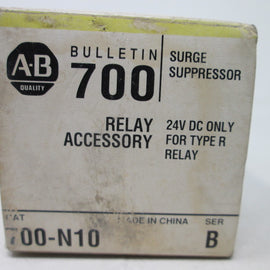 A-B
QUALITY
BULLETIN
700
SURGE
SUPPRESSOR
RELAY
ACCESSORY
24V DC ONLY
FOR TYPE R
RELAY
CAT
MADE IN CHINA
SER
700-N10
B